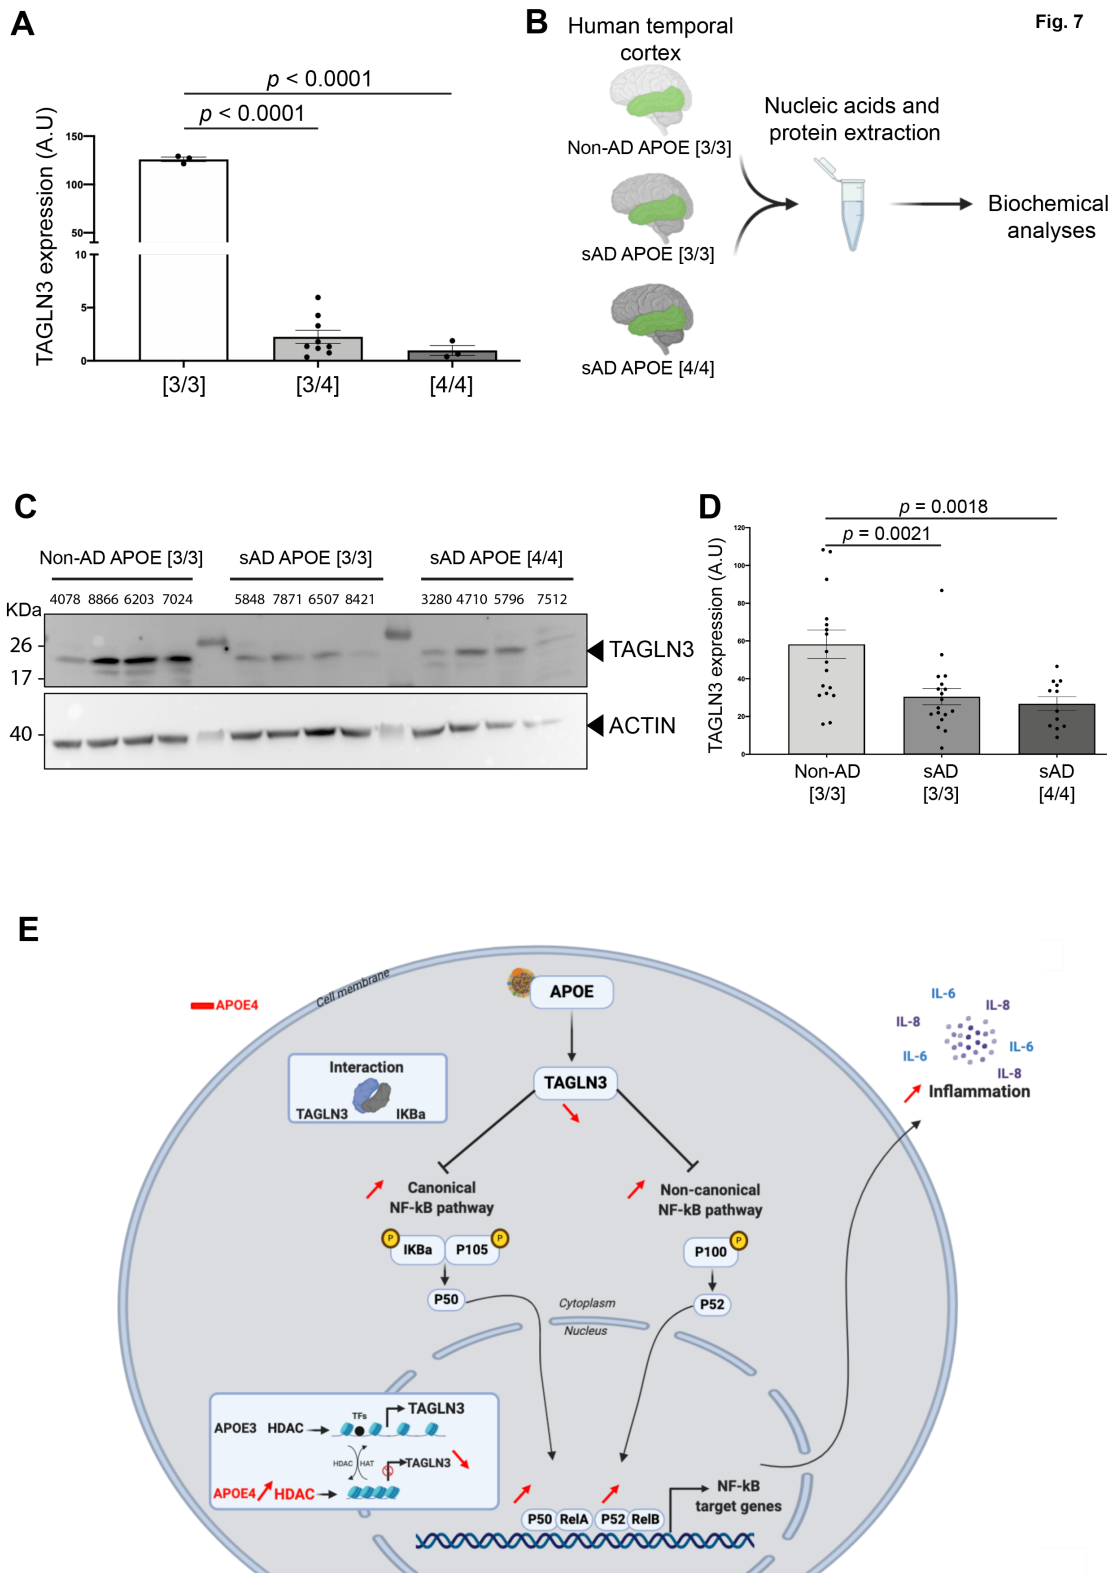 Fig. 7
A
p < 0.0001
p < 0.0001
TAGLN3 expression (A.U)
150
100
50
10
5
0
[3/3]
[3/4]
[4/4]
B
Human temporal
cortex
Non-AD APOE [3/3]
sAD APOE [3/3]
sAD APOE [4/4]
Nucleic acids and
protein extraction
Biochemical
analyses
C
Non-AD APOE [3/3]
sAD APOE [3/3]
sAD APOE [4/4]
4078 8866 6203 7024
5848 7871 6507 8421
3280 4710 5796 7512
KDa
26
17
TAGLN3
40
ACTIN
D
p = 0.0018
p = 0.0021
TAGLN3 expression (A.U)
120
100
80
60
40
20
0
Non-AD
[3/3]
sAD
[3/3]
sAD
[4/4]
E
APOE4
Cell membrane
APOE
Interaction
TAGLN3
IKBa
TAGLN3
Canonical
NF-kB pathway
Non-canonical
NF-kB pathway
P
IKBa
P105
P
P50
P100
P
P52
Cytoplasm
Nucleus
IL-6
IL-8
IL-8
IL-6
IL-6
IL-8
Inflammation
APOE3 HDAC
TFs
TAGLN3
HDAC
HAT
TAGLN3
APOE4 HDAC
P50
RelA
P52
RelB
NF-kB
target genes